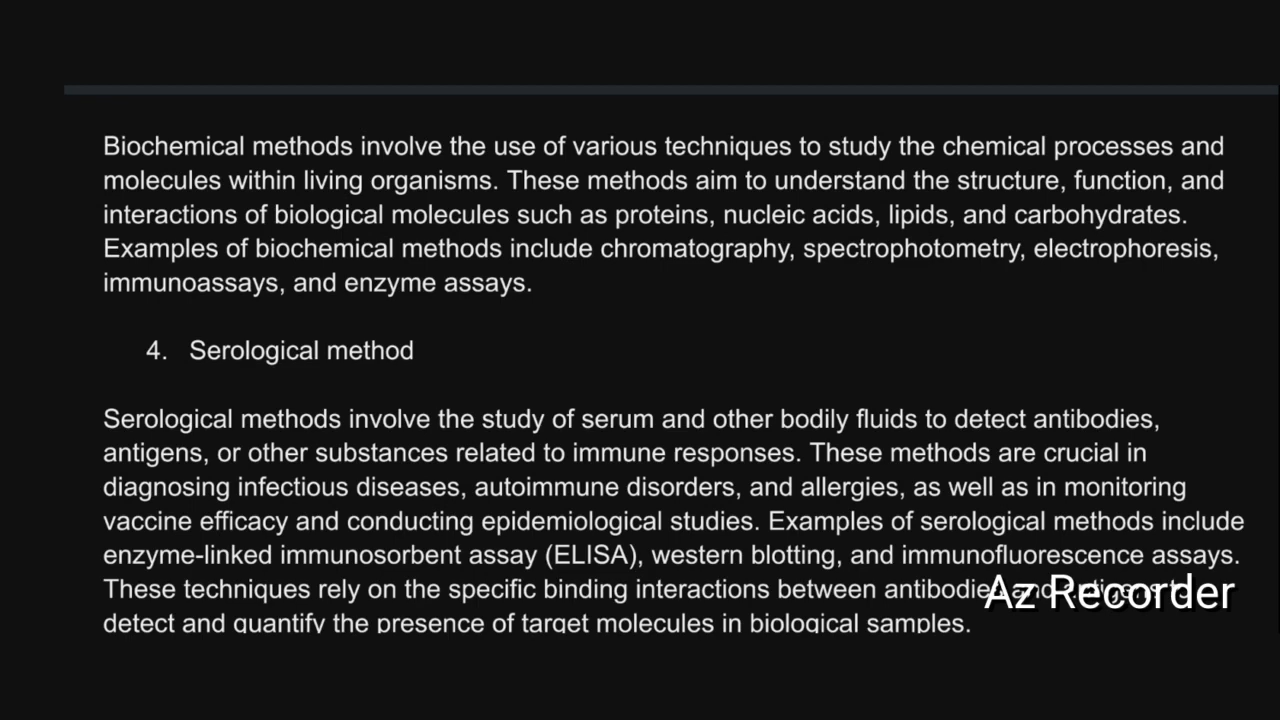 Biochemical methods involve the use of various techniques to study the chemical processes and
molecules within living organisms. These methods aim to understand the structure, function, and
interactions of biological molecules such as proteins, nucleic acids, lipids, and carbohydrates.
Examples of biochemical methods include chromatography, spectrophotometry, electrophoresis,
immunoassays, and enzyme assays.
4. Serological method
Serological methods involve the study of serum and other bodily fluids to detect antibodies,
antigens, or other substances related to immune responses. These methods are crucial in
diagnosing infectious diseases, autoimmune disorders, and allergies, as well as in monitoring
vaccine efficacy and conducting epidemiological studies. Examples of serological methods include
enzyme-linked immunosorbent assay (ELISA), western blotting, and immunofluorescence assays.
These techniques rely on the specific binding interactions between antibodies and
Az Recorder
detect and quantify the presence of target molecules in biological samples.